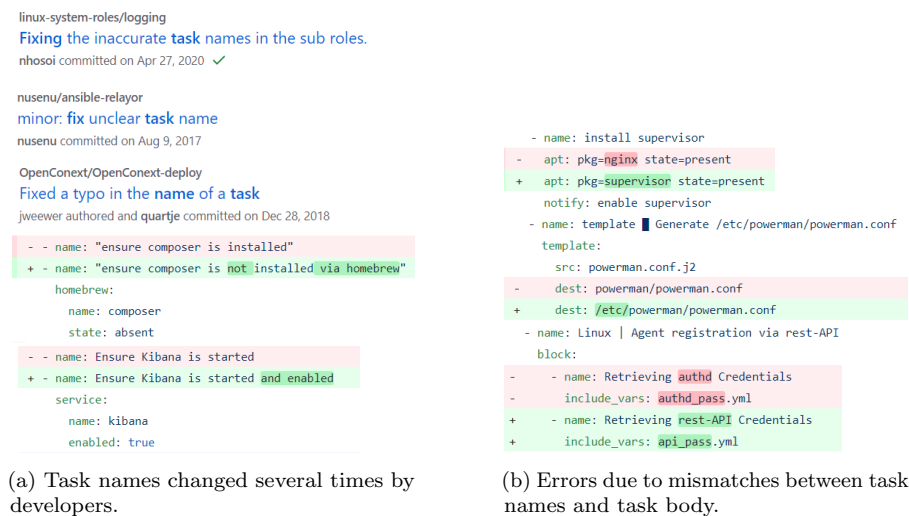 linux-system-roles/logging
Fixing the inaccurate task names in the sub roles.
nhosoi committed on Apr 27, 2020 ✓
nusenu/ansible-relayor
minor: fix unclear task name
nusenu committed on Aug 9, 2017
OpenConext/OpenConext-deploy
Fixed a typo in the name of a task
jweewer authored and quartje committed on Dec 28, 2018
- - name: "ensure composer is installed"
+ - name: "ensure composer is not installed via homebrew"
homebrew:
name: composer
state: absent
- - name: Ensure Kibana is started
+ - name: Ensure Kibana is started and enabled
service:
name: kibana
enabled: true
(a) Task names changed several times by
developers.
- name: install supervisor
- apt: pkg=nginx state=present
+ apt: pkg=supervisor state=present
notify: enable supervisor
- name: template █ Generate /etc/powerman/powerman.conf
template:
src: powerman.conf.j2
- dest: powerman/powerman.conf
+ dest: /etc/powerman/powerman.conf
- name: Linux | Agent registration via rest-API
block:
- - name: Retrieving authd Credentials
- include_vars: authd_pass.yml
+ - name: Retrieving rest-API Credentials
+ include_vars: api_pass.yml
(b) Errors due to mismatches between task
names and task body.